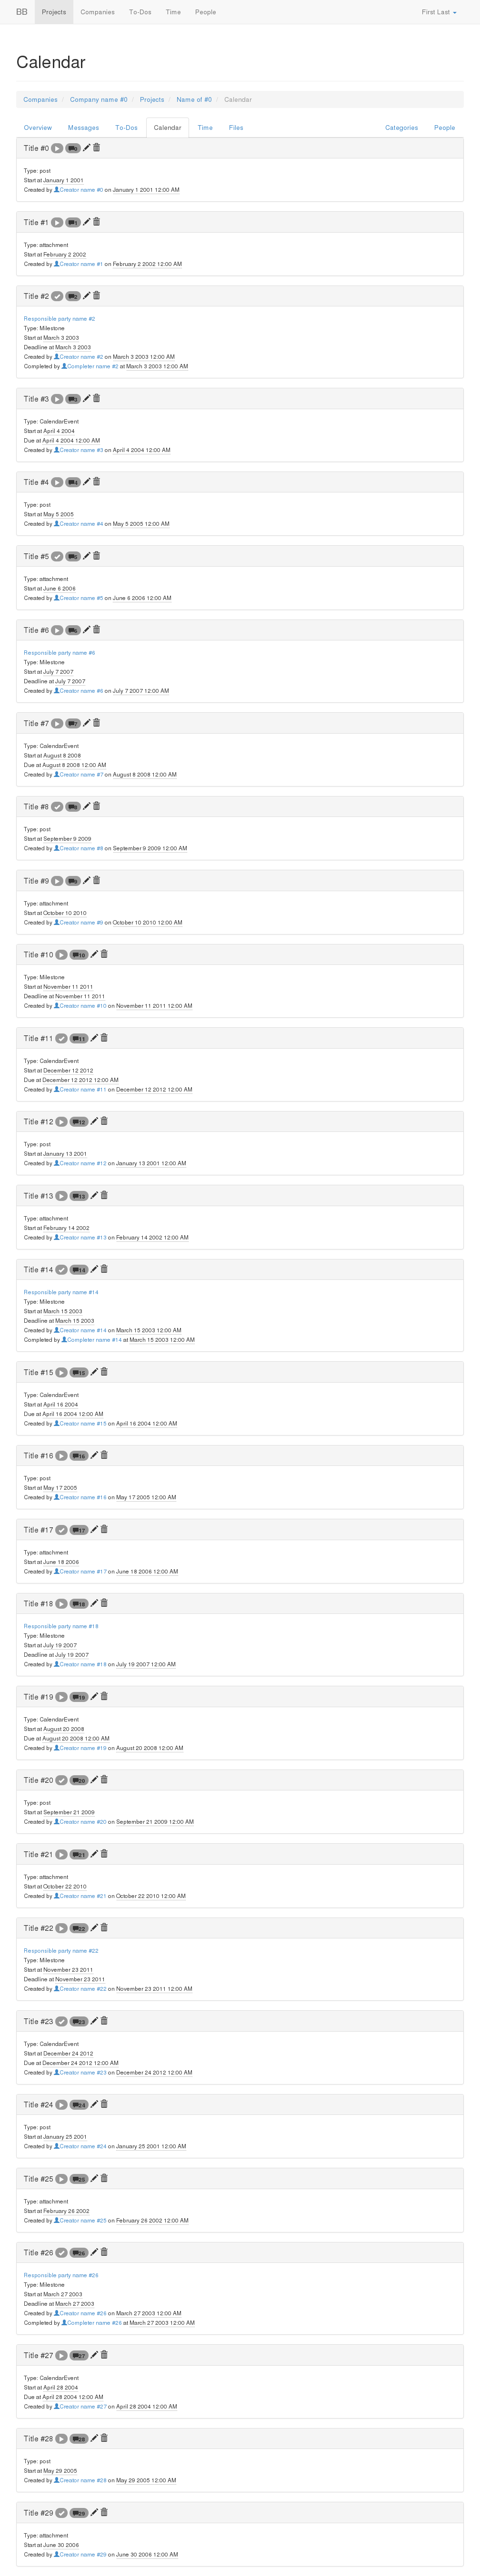 BB Projects Companies To-Dos Time People First Last
Calendar
Companies / Company name #0 / Projects / Name of #0 / Calendar
Overview Messages To-Dos Calendar Time Files Categories People
Title #0 0
Type: post
Start at January 1 2001
Created by Creator name #0 on January 1 2001 12:00 AM
Title #1 1
Type: attachment
Start at February 2 2002
Created by Creator name #1 on February 2 2002 12:00 AM
Title #2 2
Responsible party name #2
Type: Milestone
Start at March 3 2003
Deadline at March 3 2003
Created by Creator name #2 on March 3 2003 12:00 AM
Completed by Completer name #2 at March 3 2003 12:00 AM
Title #3 3
Type: CalendarEvent
Start at April 4 2004
Due at April 4 2004 12:00 AM
Created by Creator name #3 on April 4 2004 12:00 AM
Title #4 4
Type: post
Start at May 5 2005
Created by Creator name #4 on May 5 2005 12:00 AM
Title #5 5
Type: attachment
Start at June 6 2006
Created by Creator name #5 on June 6 2006 12:00 AM
Title #6 6
Responsible party name #6
Type: Milestone
Start at July 7 2007
Deadline at July 7 2007
Created by Creator name #6 on July 7 2007 12:00 AM
Title #7 7
Type: CalendarEvent
Start at August 8 2008
Due at August 8 2008 12:00 AM
Created by Creator name #7 on August 8 2008 12:00 AM
Title #8 8
Type: post
Start at September 9 2009
Created by Creator name #8 on September 9 2009 12:00 AM
Title #9 9
Type: attachment
Start at October 10 2010
Created by Creator name #9 on October 10 2010 12:00 AM
Title #10 10
Type: Milestone
Start at November 11 2011
Deadline at November 11 2011
Created by Creator name #10 on November 11 2011 12:00 AM
Title #11 11
Type: CalendarEvent
Start at December 12 2012
Due at December 12 2012 12:00 AM
Created by Creator name #11 on December 12 2012 12:00 AM
Title #12 12
Type: post
Start at January 13 2001
Created by Creator name #12 on January 13 2001 12:00 AM
Title #13 13
Type: attachment
Start at February 14 2002
Created by Creator name #13 on February 14 2002 12:00 AM
Title #14 14
Responsible party name #14
Type: Milestone
Start at March 15 2003
Deadline at March 15 2003
Created by Creator name #14 on March 15 2003 12:00 AM
Completed by Completer name #14 at March 15 2003 12:00 AM
Title #15 15
Type: CalendarEvent
Start at April 16 2004
Due at April 16 2004 12:00 AM
Created by Creator name #15 on April 16 2004 12:00 AM
Title #16 16
Type: post
Start at May 17 2005
Created by Creator name #16 on May 17 2005 12:00 AM
Title #17 17
Type: attachment
Start at June 18 2006
Created by Creator name #17 on June 18 2006 12:00 AM
Title #18 18
Responsible party name #18
Type: Milestone
Start at July 19 2007
Deadline at July 19 2007
Created by Creator name #18 on July 19 2007 12:00 AM
Title #19 19
Type: CalendarEvent
Start at August 20 2008
Due at August 20 2008 12:00 AM
Created by Creator name #19 on August 20 2008 12:00 AM
Title #20 20
Type: post
Start at September 21 2009
Created by Creator name #20 on September 21 2009 12:00 AM
Title #21 21
Type: attachment
Start at October 22 2010
Created by Creator name #21 on October 22 2010 12:00 AM
Title #22 22
Responsible party name #22
Type: Milestone
Start at November 23 2011
Deadline at November 23 2011
Created by Creator name #22 on November 23 2011 12:00 AM
Title #23 23
Type: CalendarEvent
Start at December 24 2012
Due at December 24 2012 12:00 AM
Created by Creator name #23 on December 24 2012 12:00 AM
Title #24 24
Type: post
Start at January 25 2001
Created by Creator name #24 on January 25 2001 12:00 AM
Title #25 25
Type: attachment
Start at February 26 2002
Created by Creator name #25 on February 26 2002 12:00 AM
Title #26 26
Responsible party name #26
Type: Milestone
Start at March 27 2003
Deadline at March 27 2003
Created by Creator name #26 on March 27 2003 12:00 AM
Completed by Completer name #26 at March 27 2003 12:00 AM
Title #27 27
Type: CalendarEvent
Start at April 28 2004
Due at April 28 2004 12:00 AM
Created by Creator name #27 on April 28 2004 12:00 AM
Title #28 28
Type: post
Start at May 29 2005
Created by Creator name #28 on May 29 2005 12:00 AM
Title #29 29
Type: attachment
Start at June 30 2006
Created by Creator name #29 on June 30 2006 12:00 AM